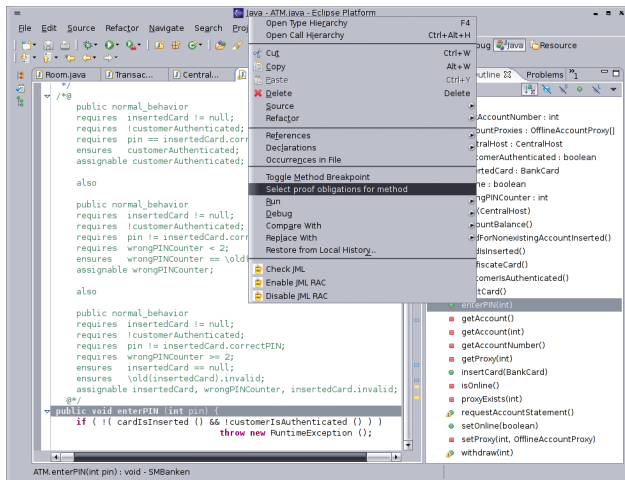 Java - ATM.java - Eclipse Platform
File Edit Source Refactor Navigate Search
Java Resource
Room.java Transac... Central...
Outline Problems »1
Open Type Hierarchy F4
Open Call Hierarchy Ctrl+Alt+H
Cut Ctrl+W
Copy Alt+W
Paste Ctrl+Y
Delete Delete
Source
Refactor
References
Declarations
Occurrences in File
Toggle Method Breakpoint
Select proof obligations for method
Run
Debug
Compare With
Replace With
Restore from Local History...
Check JML
Enable JML RAC
Disable JML RAC
*/
/*@
public normal_behavior
requires insertedCard != null;
requires !customerAuthenticated;
requires pin == insertedCard.corr
ensures customerAuthenticated;
assignable customerAuthenticated;
also
public normal_behavior
requires insertedCard != null;
requires !customerAuthenticated;
requires pin != insertedCard.corr
requires wrongPINCounter < 2;
ensures wrongPINCounter == \old(
assignable wrongPINCounter;
also
public normal_behavior
requires insertedCard != null;
requires !customerAuthenticated;
requires pin != insertedCard.correctPIN;
requires wrongPINCounter >= 2;
ensures insertedCard == null;
ensures \old(insertedCard).invalid;
assignable insertedCard, wrongPINCounter, insertedCard.invalid;
@*/
public void enterPIN (int pin) {
if ( !( cardIsInserted () && !customerIsAuthenticated () ) )
throw new RuntimeException ();
AccountNumber : int
ountProxies : OfflineAccountProxy[]
tralHost : CentralHost
omerAuthenticated : boolean
rtedCard : BankCard
ne : boolean
ngPINCounter : int
(CentralHost)
ountBalance()
dForNonexistingAccountInserted()
dIsInserted()
fiscateCard()
omerIsAuthenticated()
ctCard()
enterPIN(int)
getAccount()
getAccount(int)
getAccountNumber()
getProxy(int)
insertCard(BankCard)
isOnline()
proxyExists(int)
requestAccountStatement()
setOnline(boolean)
setProxy(int, OfflineAccountProxy)
withdraw(int)
ATM.enterPIN(int pin) : void - SMBanken